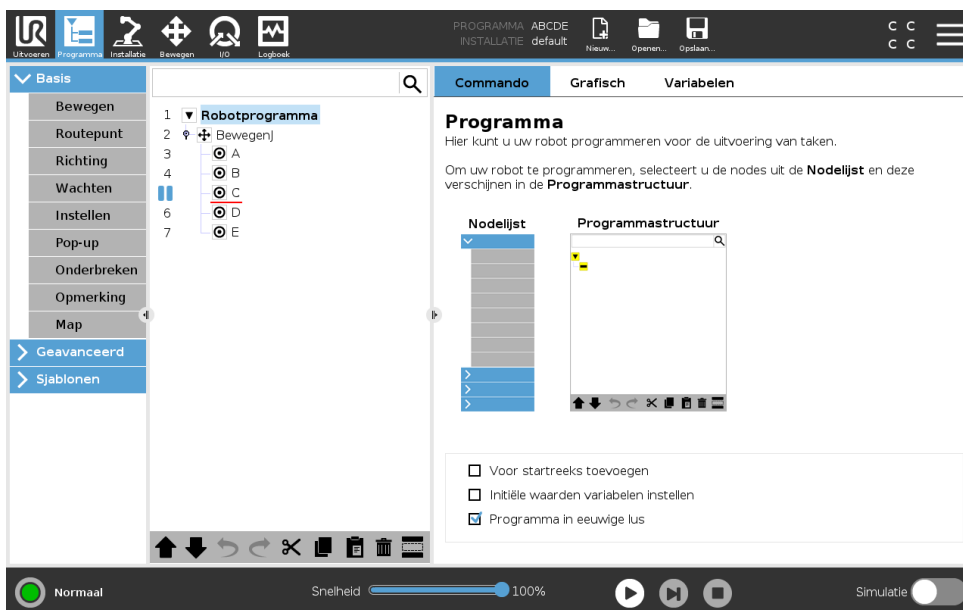 UR
Uitvoeren Programma Installatie Bewegen I/O Logboek
PROGRAMMA ABCDE
INSTALLATIE default
Nieuw... Openen... Opslaan...
C C
C C
Basis
Bewegen
Routepunt
Richting
Wachten
Instellen
Pop-up
Onderbreken
Opmerking
Map
Geavanceerd
Sjablonen
1 Robotprogramma
2 BewegenJ
3 A
4 B
C
6 D
7 E
Commando Grafisch Variabelen
Programma
Hier kunt u uw robot programmeren voor de uitvoering van taken.
Om uw robot te programmeren, selecteert u de nodes uit de Nodelijst en deze
verschijnen in de Programmastructuur.
Nodelijst Programmastructuur
Voor startreeks toevoegen
Initiële waarden variabelen instellen
Programma in eeuwige lus
Normaal
Snelheid 100%
Simulatie